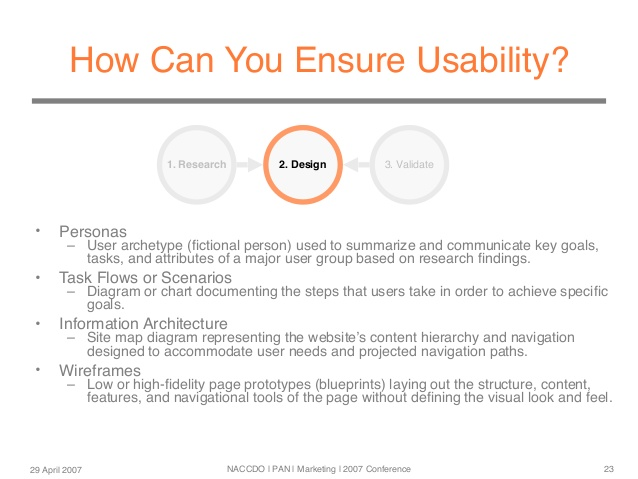 How Can You Ensure Usability?
1. Research
2. Design
3. Validate
• Personas
– User archetype (fictional person) used to summarize and communicate key goals,
tasks, and attributes of a major user group based on research findings.
• Task Flows or Scenarios
– Diagram or chart documenting the steps that users take in order to achieve specific
goals.
• Information Architecture
– Site map diagram representing the website's content hierarchy and navigation
designed to accommodate user needs and projected navigation paths.
• Wireframes
– Low or high-fidelity page prototypes (blueprints) laying out the structure, content,
features, and navigational tools of the page without defining the visual look and feel.
29 April 2007
NACCDO | PAN | Marketing | 2007 Conference
23